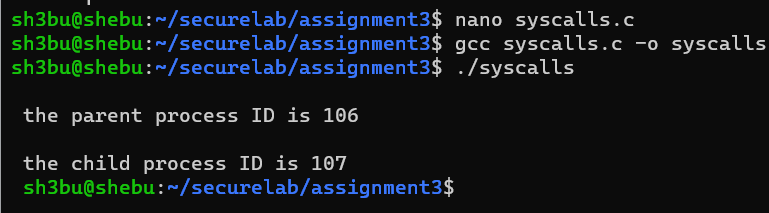 sh3bu@shebu:~/securelab/assignment3$ nano syscalls.c
sh3bu@shebu:~/securelab/assignment3$ gcc syscalls.c -o syscalls
sh3bu@shebu:~/securelab/assignment3$ ./syscalls
the parent process ID is 106
the child process ID is 107
sh3bu@shebu:~/securelab/assignment3$